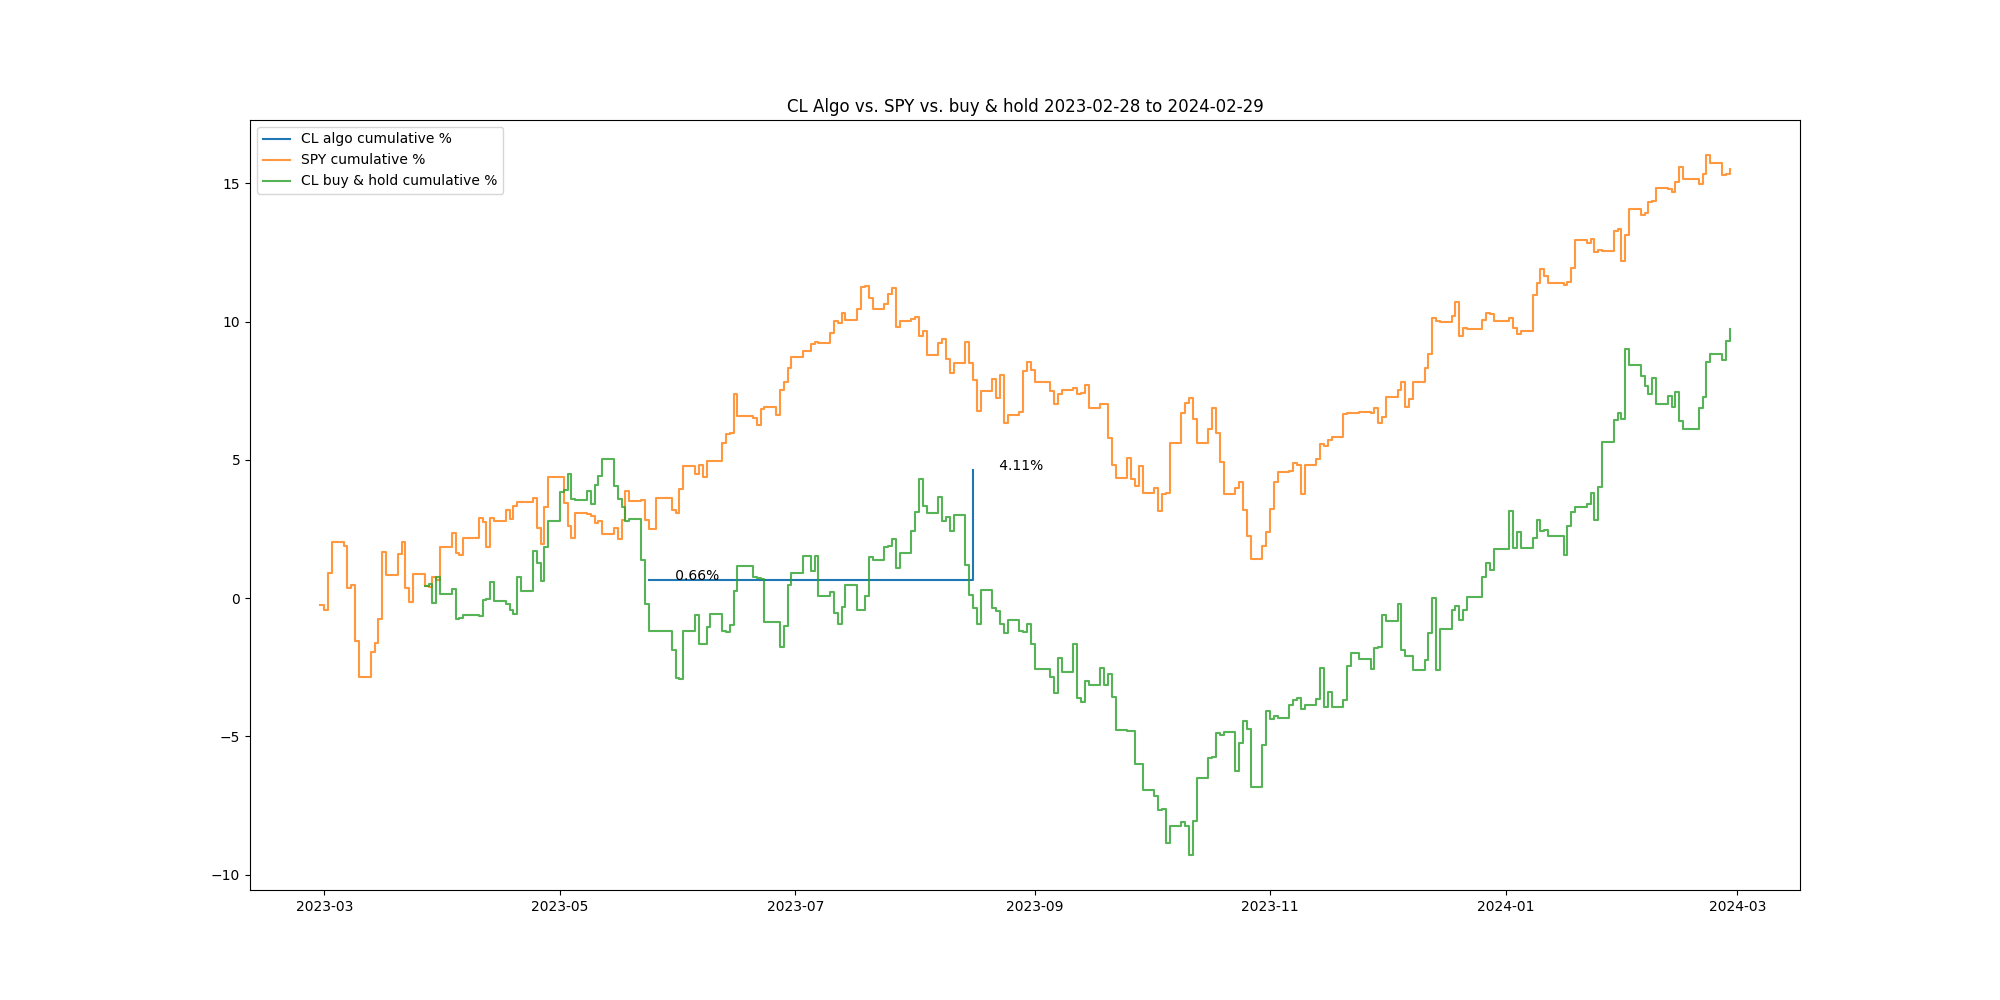 CL Algo vs. SPY vs. buy & hold 2023-02-28 to 2024-02-29
CL algo cumulative %
SPY cumulative %
CL buy & hold cumulative %
15
10
5
0
−5
−10
4.11%
0.66%
2023-03 2023-05 2023-07 2023-09 2023-11 2024-01 2024-03